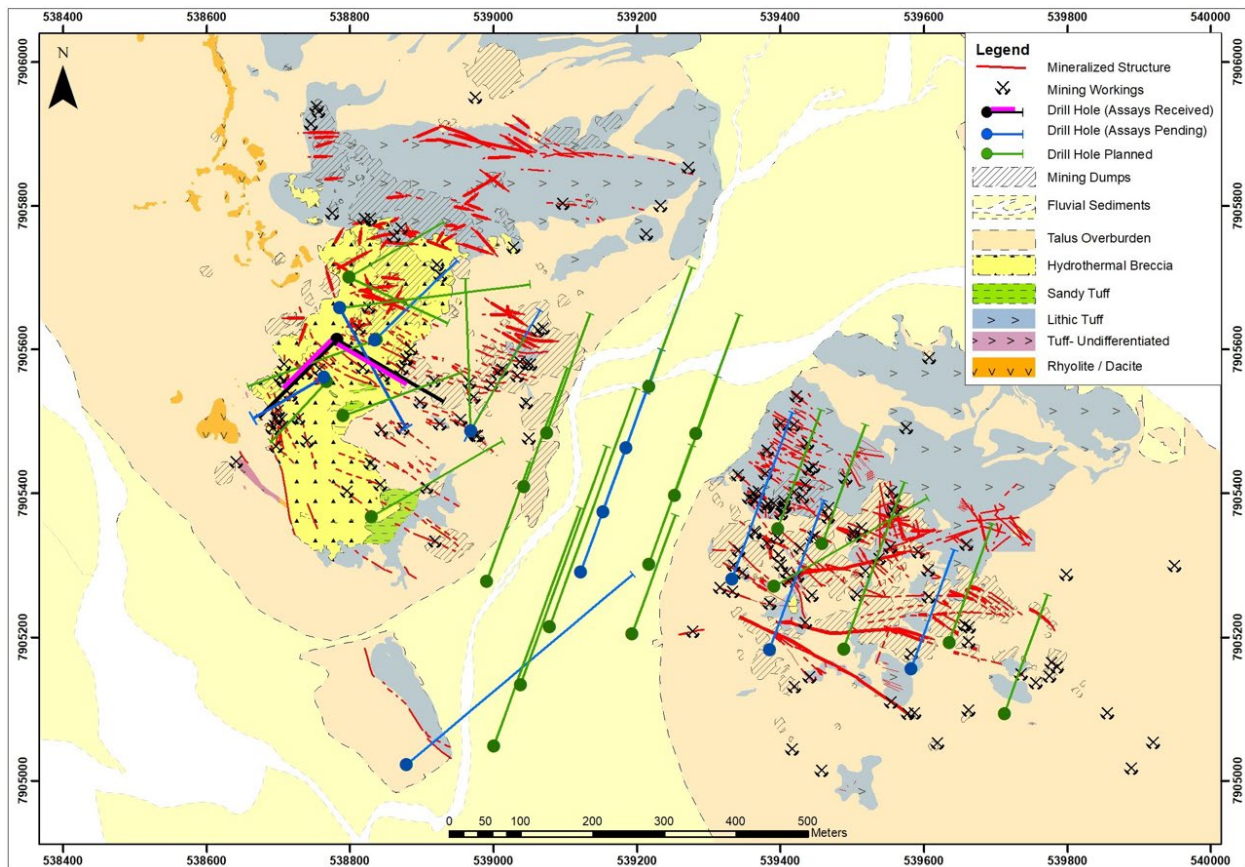 538400 538600 538800 539000 539200 539400 539600 539800 540000
7906000 7906000
N
Legend
Mineralized Structure
Mining Workings
Drill Hole (Assays Received)
Drill Hole (Assays Pending)
Drill Hole Planned
Mining Dumps
Fluvial Sediments
Talus Overburden
Hydrothermal Breccia
Sandy Tuff
Lithic Tuff
Tuff- Undifferentiated
Rhyolite / Dacite
7905800 7905800
7905600 7905600
7905400 7905400
7905200 7905200
7905000 7905000
0 50 100 200 300 400 500
Meters
538400 538600 538800 539000 539200 539400 539600 539800 540000